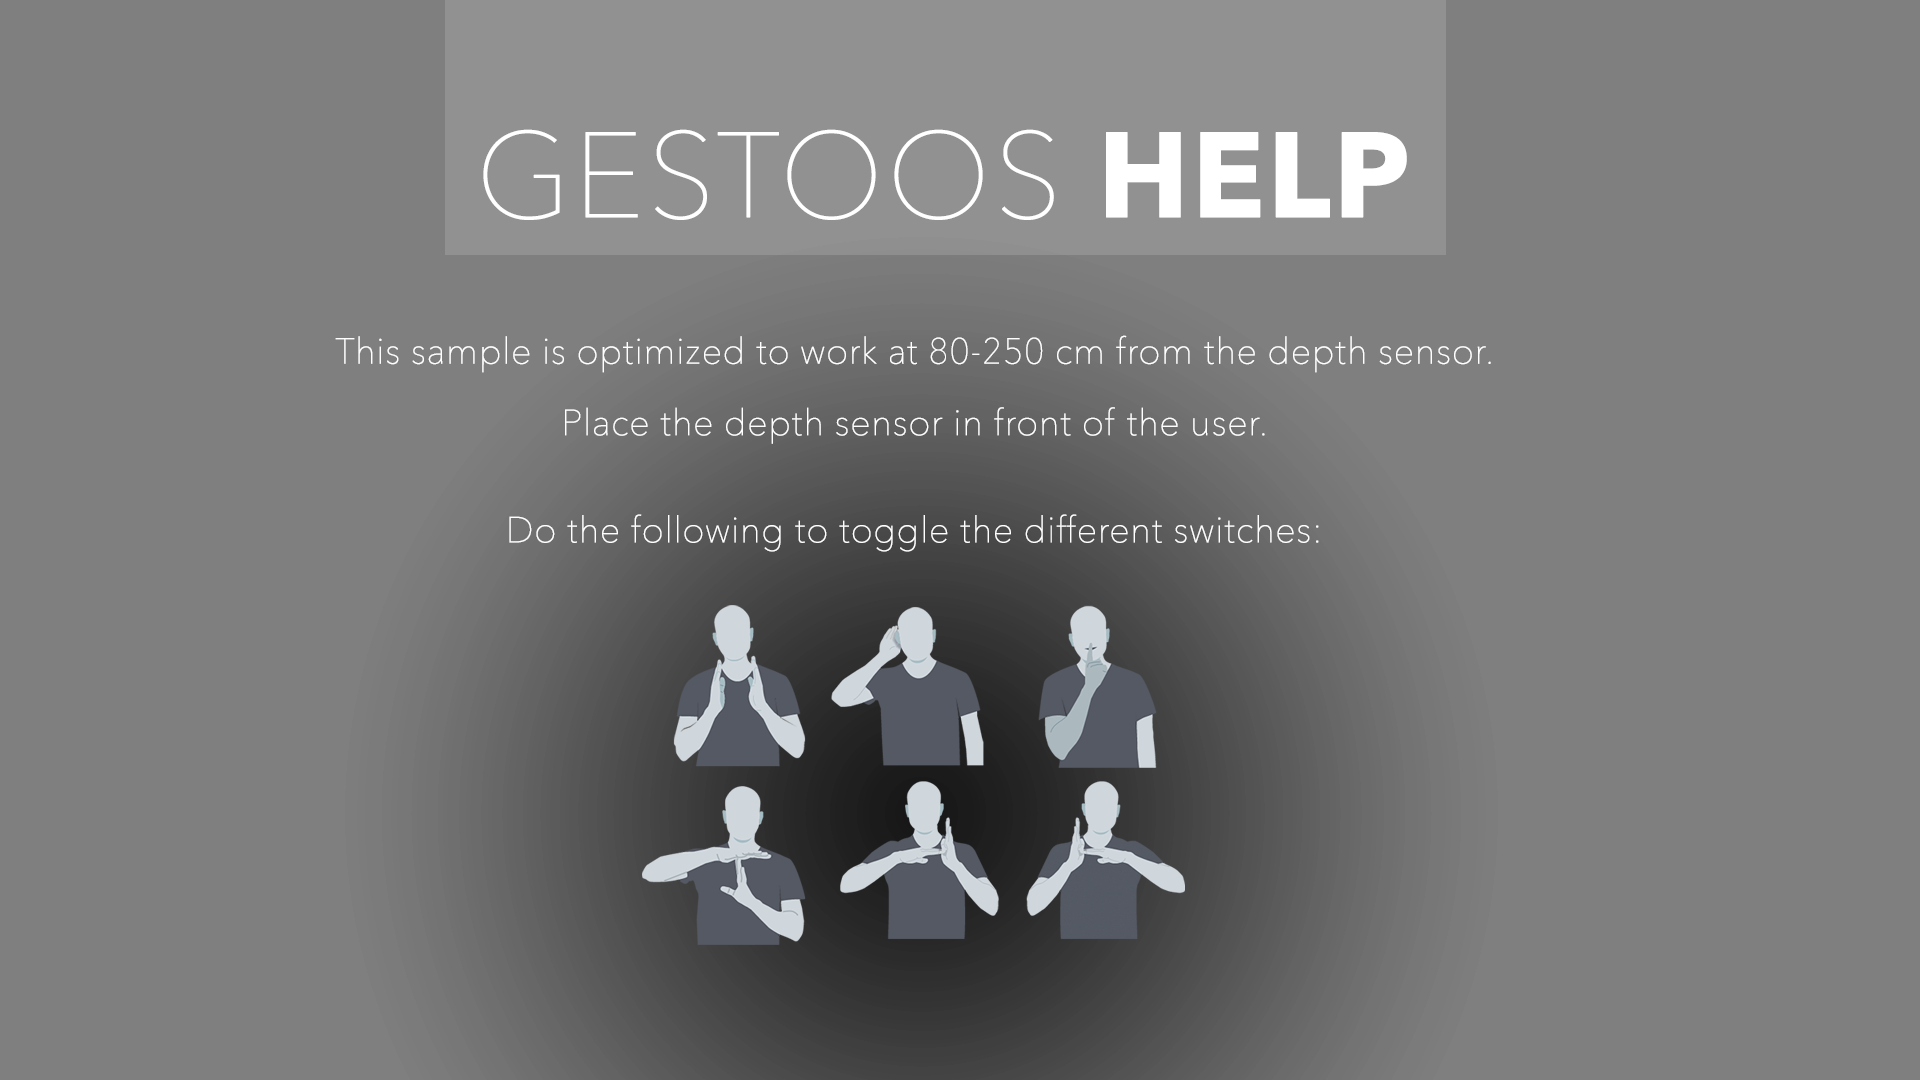 GESTOOS HELP
This sample is optimized to work at 80-250 cm from the depth sensor.
Place the depth sensor in front of the user.
Do the following to toggle the different switches: